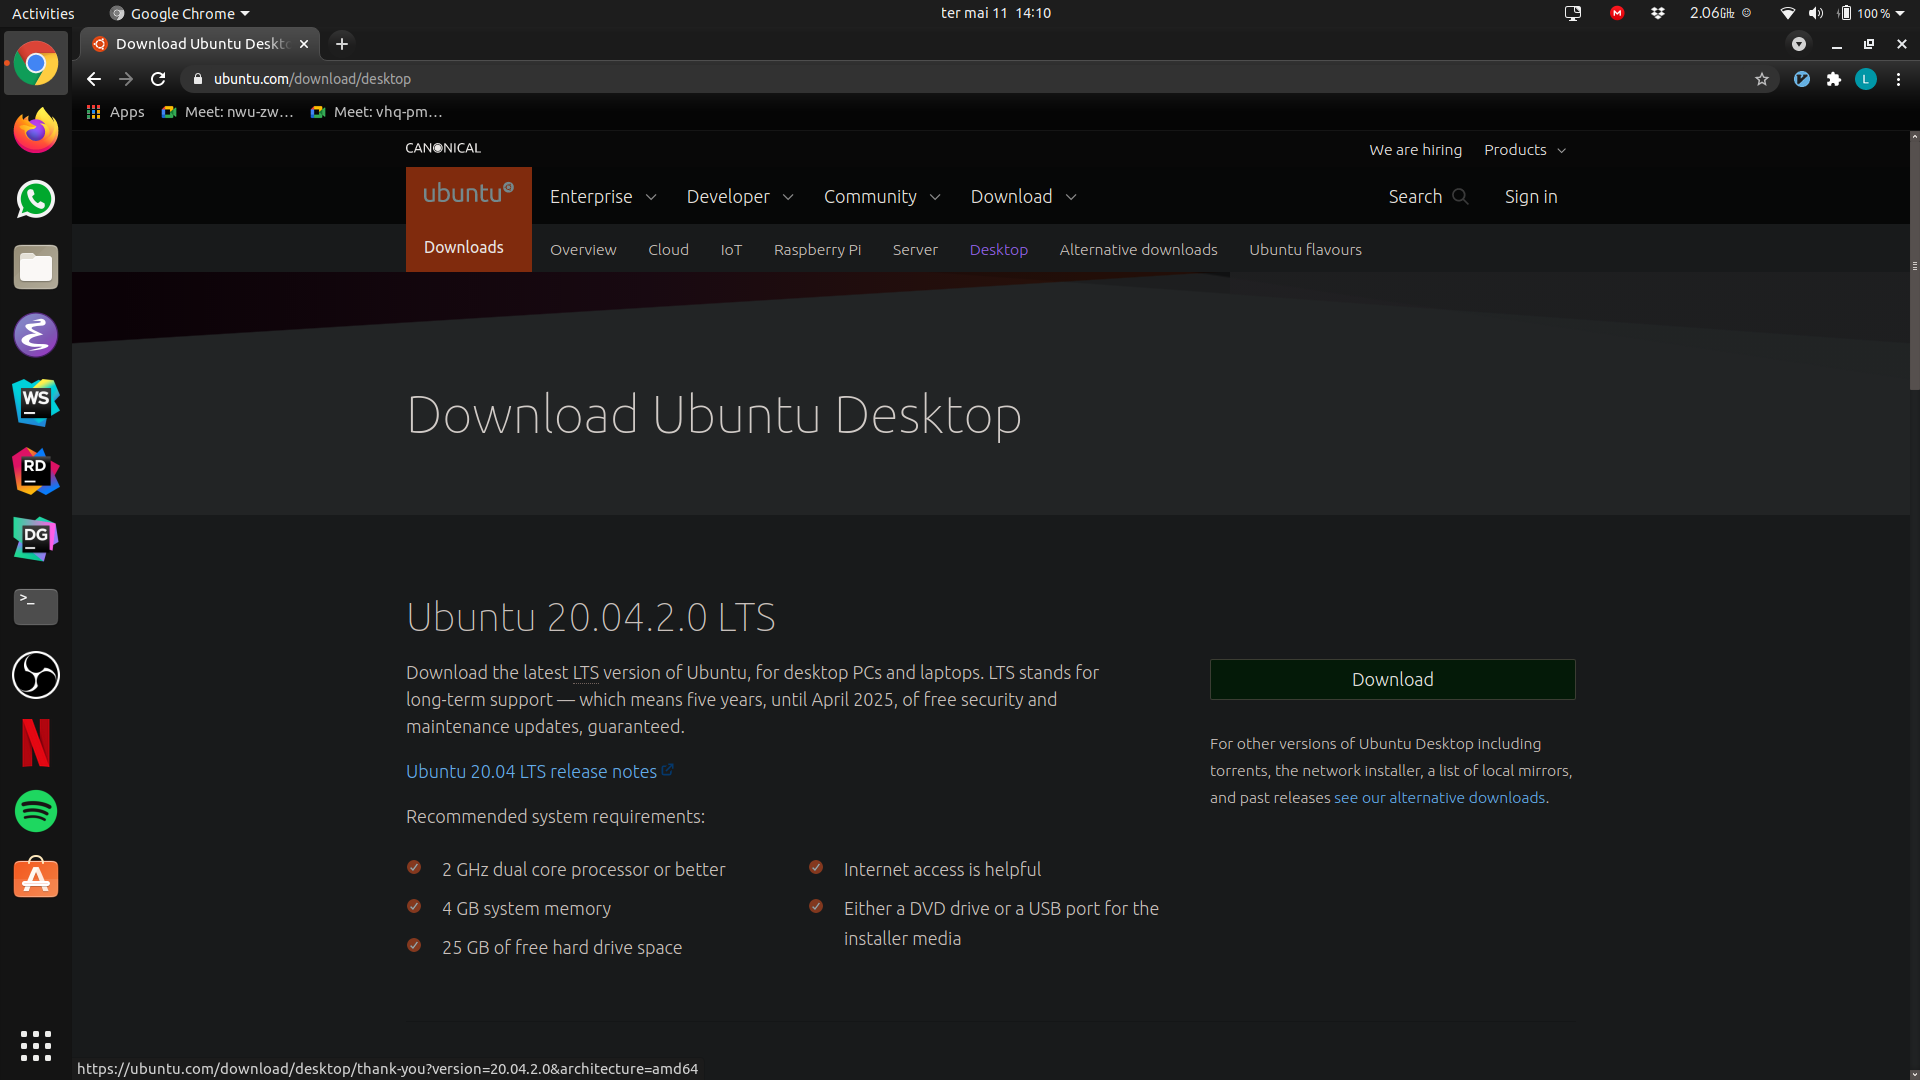 Activities
Google Chrome
ter mai 11 14:10
2.06GHz
100 %
Download Ubuntu Deskto
ubuntu.com/download/desktop
L
Apps
Meet: nwu-zw...
Meet: vhq-pm...
CANONICAL
We are hiring
Products
ubuntu
Enterprise
Developer
Community
Download
Search
Sign in
Downloads
Overview
Cloud
IoT
Raspberry Pi
Server
Desktop
Alternative downloads
Ubuntu flavours
WS
RD
DG
>_
Download Ubuntu Desktop
Ubuntu 20.04.2.0 LTS
Download the latest LTS version of Ubuntu, for desktop PCs and laptops. LTS stands for
long-term support — which means five years, until April 2025, of free security and
maintenance updates, guaranteed.
Ubuntu 20.04 LTS release notes
Recommended system requirements:
2 GHz dual core processor or better
4 GB system memory
25 GB of free hard drive space
Internet access is helpful
Either a DVD drive or a USB port for the
installer media
Download
For other versions of Ubuntu Desktop including
torrents, the network installer, a list of local mirrors,
and past releases see our alternative downloads.
https://ubuntu.com/download/desktop/thank-you?version=20.04.2.0&architecture=amd64